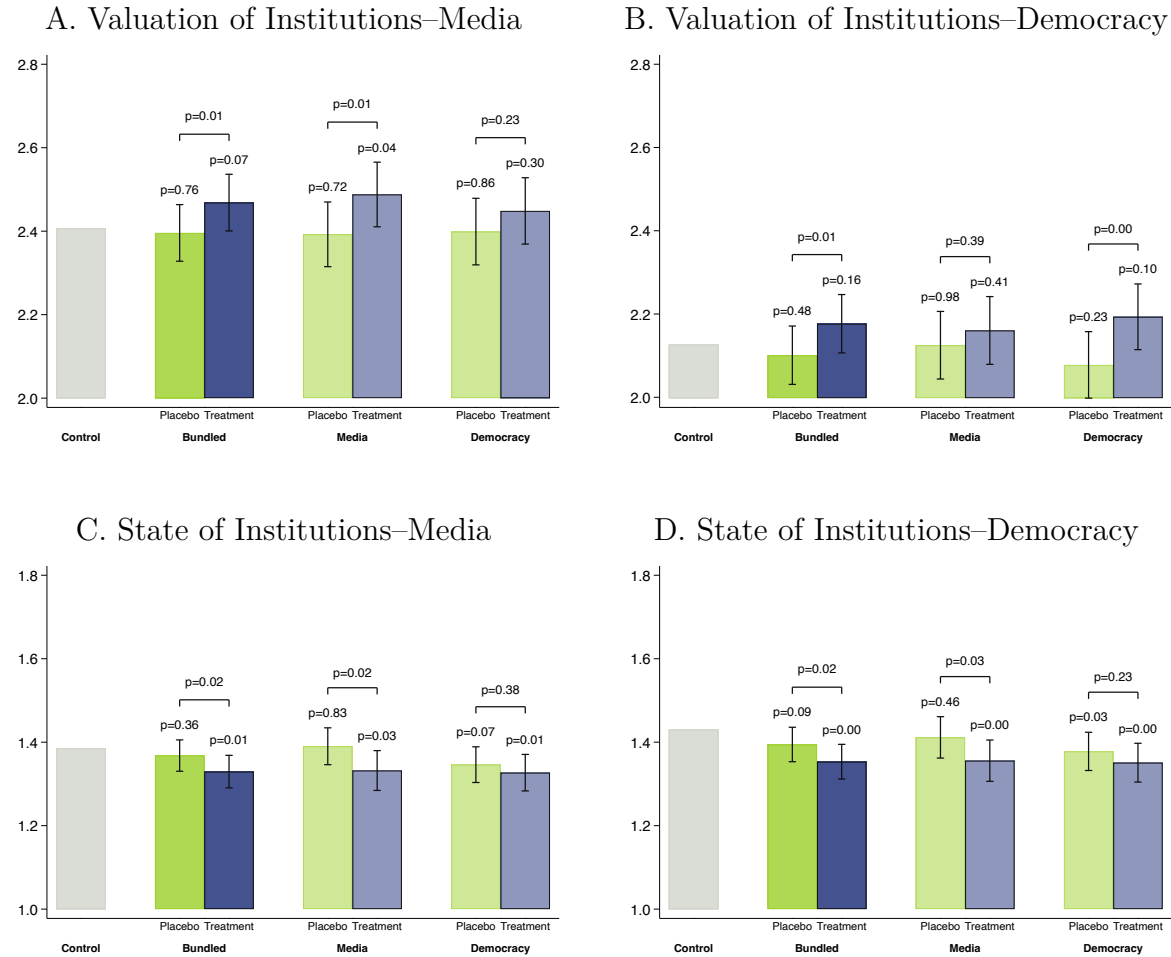 A. Valuation of Institutions–Media
2.8
2.6
2.4
2.2
2.0
p=0.01
p=0.76
p=0.07
p=0.01
p=0.72
p=0.04
p=0.23
p=0.86
p=0.30
Placebo Treatment
Placebo Treatment
Placebo Treatment
Control
Bundled
Media
Democracy
B. Valuation of Institutions–Democracy
2.8
2.6
2.4
2.2
2.0
p=0.01
p=0.48
p=0.16
p=0.39
p=0.98
p=0.41
p=0.00
p=0.23
p=0.10
Placebo Treatment
Placebo Treatment
Placebo Treatment
Control
Bundled
Media
Democracy
C. State of Institutions–Media
1.8
1.6
1.4
1.2
1.0
p=0.02
p=0.36
p=0.01
p=0.02
p=0.83
p=0.03
p=0.38
p=0.07
p=0.01
Placebo Treatment
Placebo Treatment
Placebo Treatment
Control
Bundled
Media
Democracy
D. State of Institutions–Democracy
1.8
1.6
1.4
1.2
1.0
p=0.02
p=0.09
p=0.00
p=0.03
p=0.46
p=0.00
p=0.23
p=0.03
p=0.00
Placebo Treatment
Placebo Treatment
Placebo Treatment
Control
Bundled
Media
Democracy